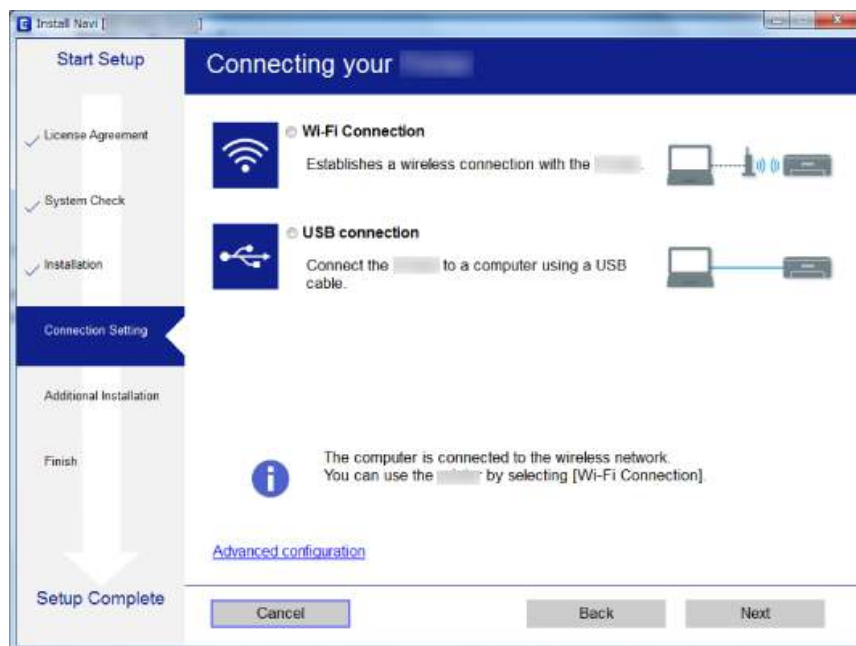 Install Navi [ ]
Start Setup
License Agreement
System Check
Installation
Connection Setting
Additional Installation
Finish
Setup Complete
Connecting your
Wi-Fi Connection
Establishes a wireless connection with the .
USB connection
Connect the to a computer using a USB
cable.
The computer is connected to the wireless network.
You can use the by selecting [Wi-Fi Connection].
Advanced configuration
Cancel
Back
Next